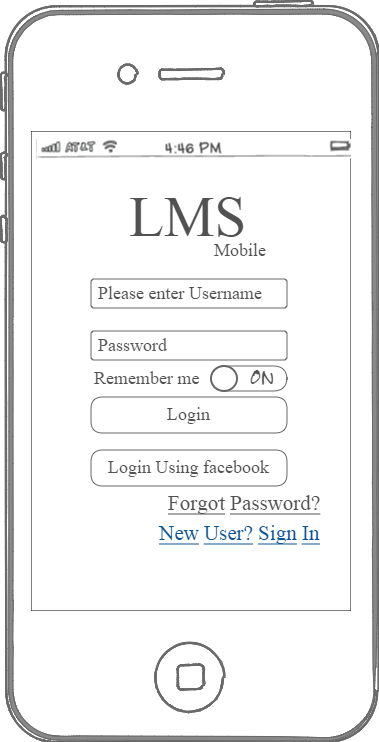 AT&T 4:46 PM
LMS
Mobile
Please enter Username
Password
Remember me ON
Login
Login Using facebook
Forgot Password?
New User? Sign In